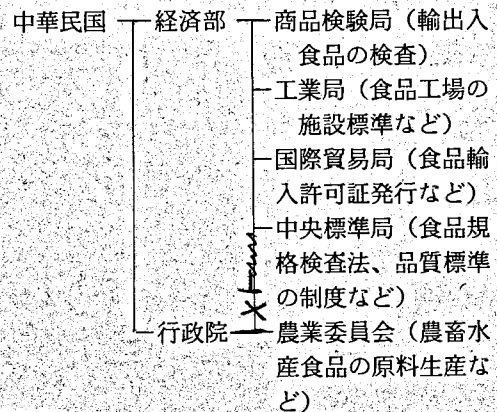 中華民国 経済部 商品検験局（輸出入
食品の検査）
工業局（食品工場の
施設標準など）
国際貿易局（食品輸
入許可証発行など）
中央標準局（食品規
格検査法、品質標準
の制度など）
行政院 農業委員会（農畜水
産食品の原料生産な
ど）